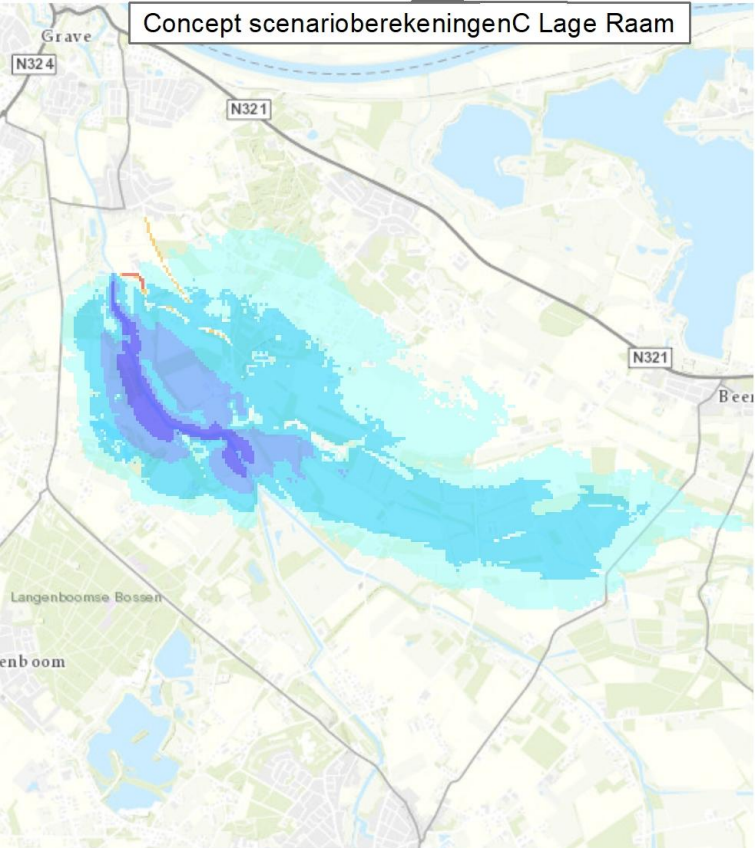 Concept scenarioberekeningenC Lage Raam
Grave
N324
N321
N321
Beer
Langenboomse Bossen
enboom